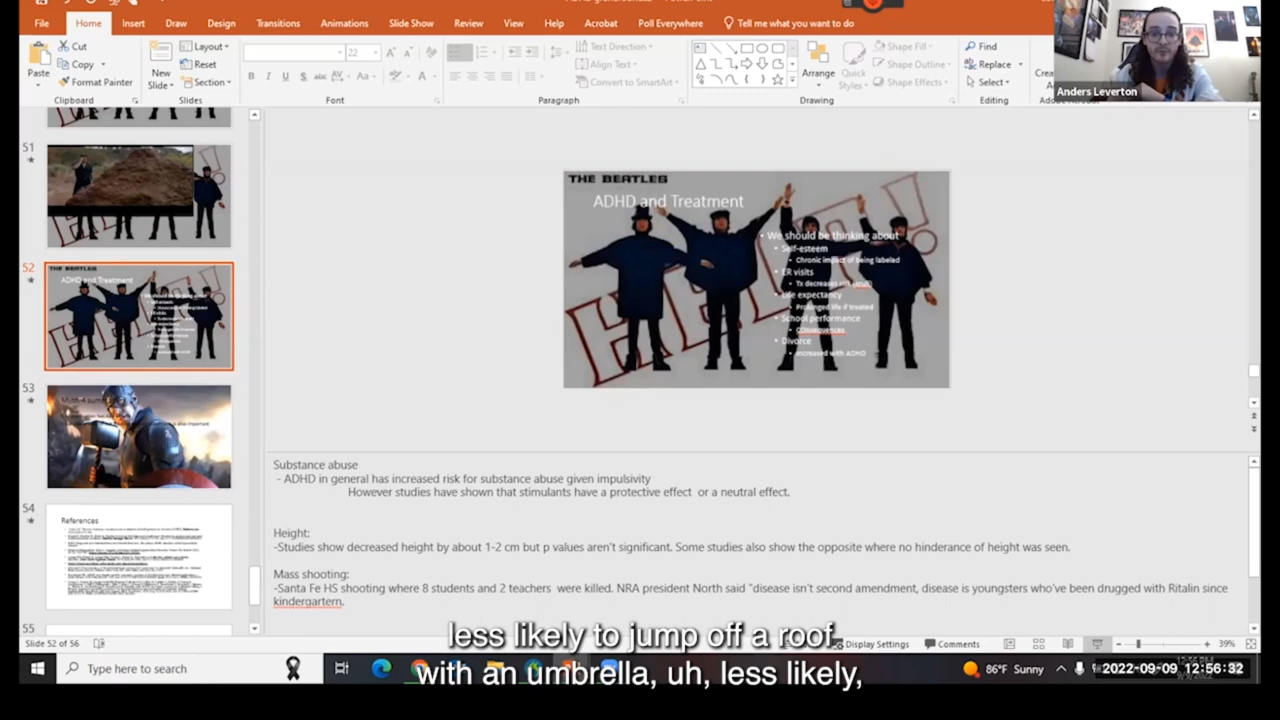 File Home Insert Draw Design Transitions Animations Slide Show Review View Help Acrobat Poll Everywhere Tell me what you want to do
Paste
Cut
Copy
Format Painter
Clipboard
New
Slide
Layout
Reset
Section
Slides
22
Font
Text Direction
Align Text
Convert to SmartArt
Paragraph
Arrange
Quick
Styles
Shape Fill
Shape Outline
Shape Effects
Drawing
Find
Replace
Select
Editing
Anders Leverton
51
52
53
54
References
55
THE BEATLES
ADHD and Treatment
HELP!
• We should be thinking about
• Self-esteem
• Chronic impact of being labeled
• ER visits
• Life expectancy
• Prolonged life if treated
• School performance
• COnsequences
• Divorce
• Increased with ADHD
Substance abuse
- ADHD in general has increased risk for substance abuse given impulsivity
However studies have shown that stimulants have a protective effect or a neutral effect.
Height:
-Studies show decreased height by about 1-2 cm but p values aren't significant. Some studies also show the opposite where no hinderance of height was seen.
Mass shooting:
-Santa Fe HS shooting where 8 students and 2 teachers were killed. NRA president North said "disease isn't second amendment, disease is youngsters who've been drugged with Ritalin since
kindergartern.
less likely to jump off a roof
with an umbrella, uh, less likely,
Slide 52 of 56
Display Settings
Comments
39%
Type here to search
86°F Sunny
2022-09-09 12:56:32